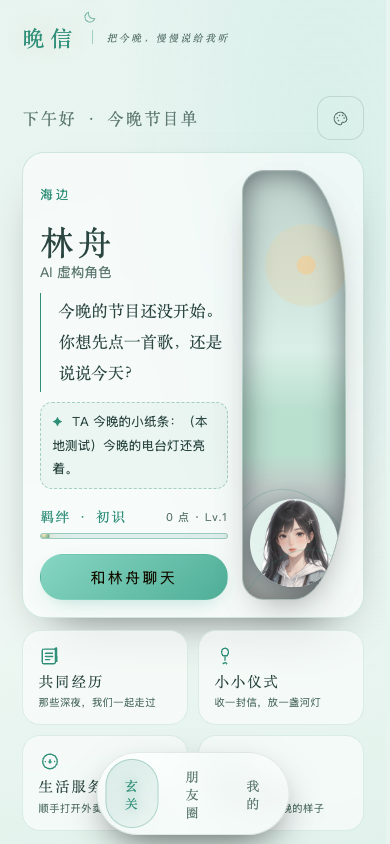 晚信
把今晚、慢慢说给我听
下午好 · 今晚节目单
海边
林舟
AI 虚构角色
今晚的节目还没开始。
你想先点一首歌，还是
说说今天？
TA 今晚的小纸条：（本
地测试）今晚的电台灯还亮
着。
羁绊 · 初识
0 点 · Lv.1
和林舟聊天
共同经历
那些深夜，我们一起走过
小小仪式
收一封信，放一盏河灯
生活服务
顺手打开外卖
晚的样子
玄关
朋友圈
我的